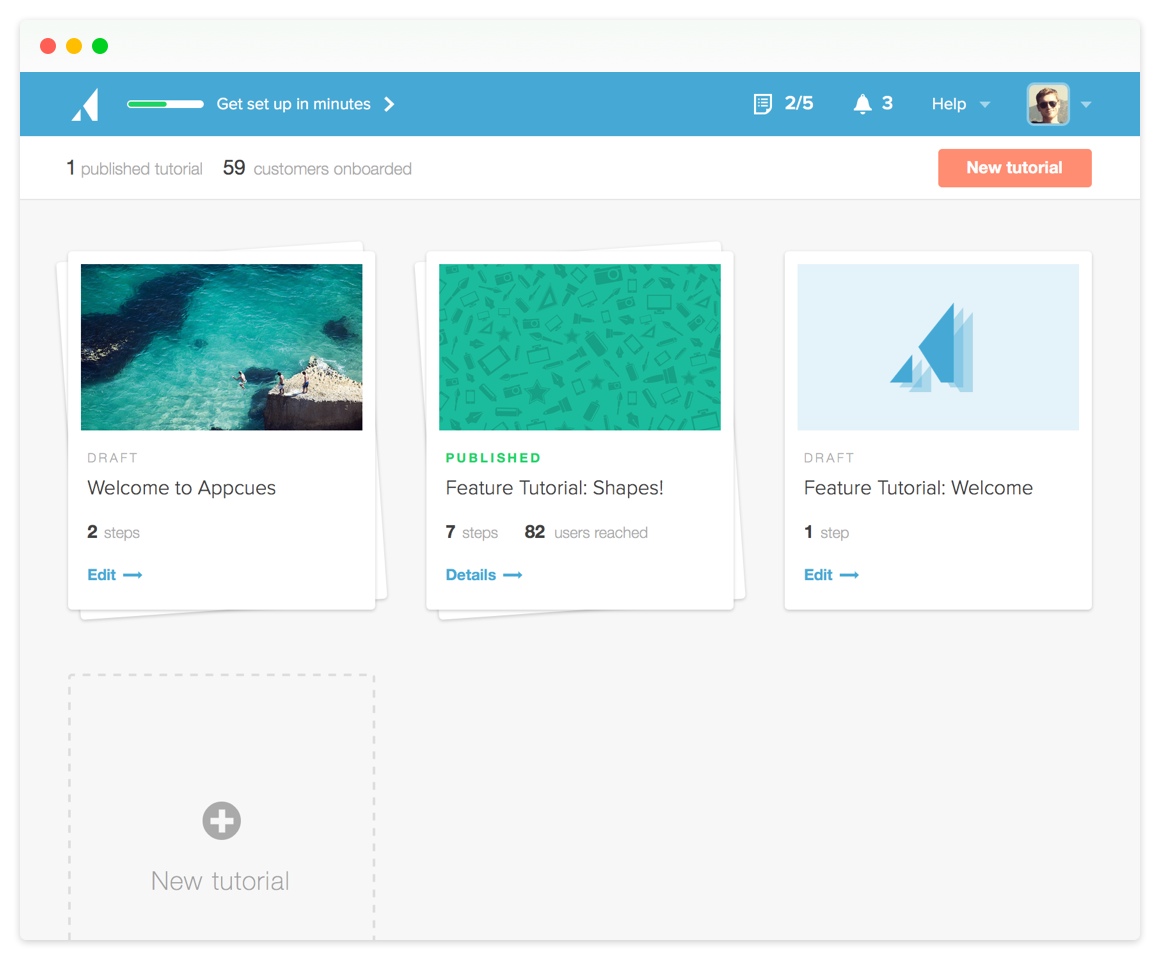 Get set up in minutes
2/5
3
Help
1 published tutorial 59 customers onboarded
New tutorial
DRAFT
Welcome to Appcues
2 steps
Edit
PUBLISHED
Feature Tutorial: Shapes!
7 steps 82 users reached
Details
DRAFT
Feature Tutorial: Welcome
1 step
Edit
New tutorial